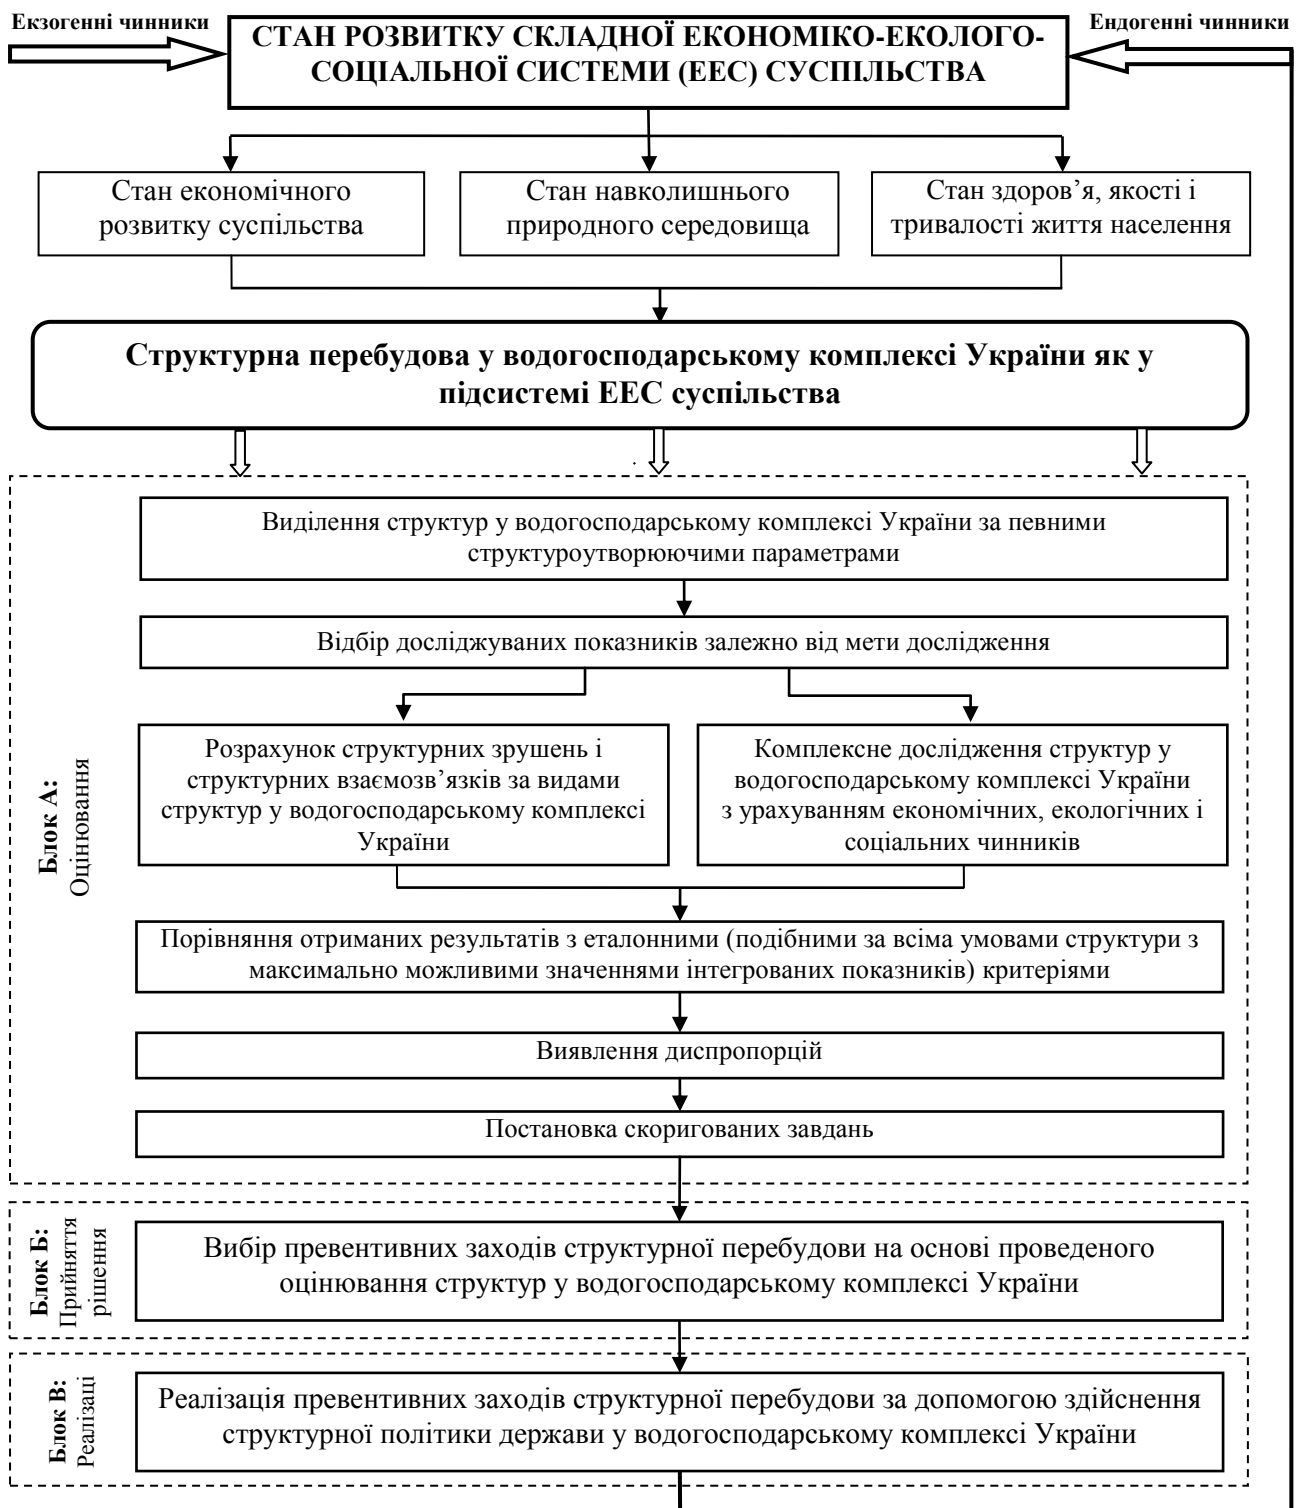 Екзогенні чинники
Ендогенні чинники
СТАН РОЗВИТКУ СКЛАДНОЇ ЕКОНОМІКО-ЕКОЛОГО-
СОЦІАЛЬНОЇ СИСТЕМИ (ЕЕС) СУСПІЛЬСТВА
Стан економічного
розвитку суспільства
Стан навколишнього
природного середовища
Стан здоров’я, якості і
тривалості життя населення
Структурна перебудова у водогосподарському комплексі України як у
підсистемі ЕЕС суспільства
Блок А:
Оцінювання
Виділення структур у водогосподарському комплексі України за певними
структуроутворюючими параметрами
Відбір досліджуваних показників залежно від мети дослідження
Розрахунок структурних зрушень і
структурних взаємозв’язків за видами
структур у водогосподарському комплексі
України
Комплексне дослідження структур у
водогосподарському комплексі України
з урахуванням економічних, екологічних і
соціальних чинників
Порівняння отриманих результатів з еталонними (подібними за всіма умовами структури з
максимально можливими значеннями інтегрованих показників) критеріями
Виявлення диспропорцій
Постановка скоригованих завдань
Блок Б:
Прийняття
рішення
Вибір превентивних заходів структурної перебудови на основі проведеного
оцінювання структур у водогосподарському комплексі України
Блок В:
Реалізаці
Реалізація превентивних заходів структурної перебудови за допомогою здійснення
структурної політики держави у водогосподарському комплексі України